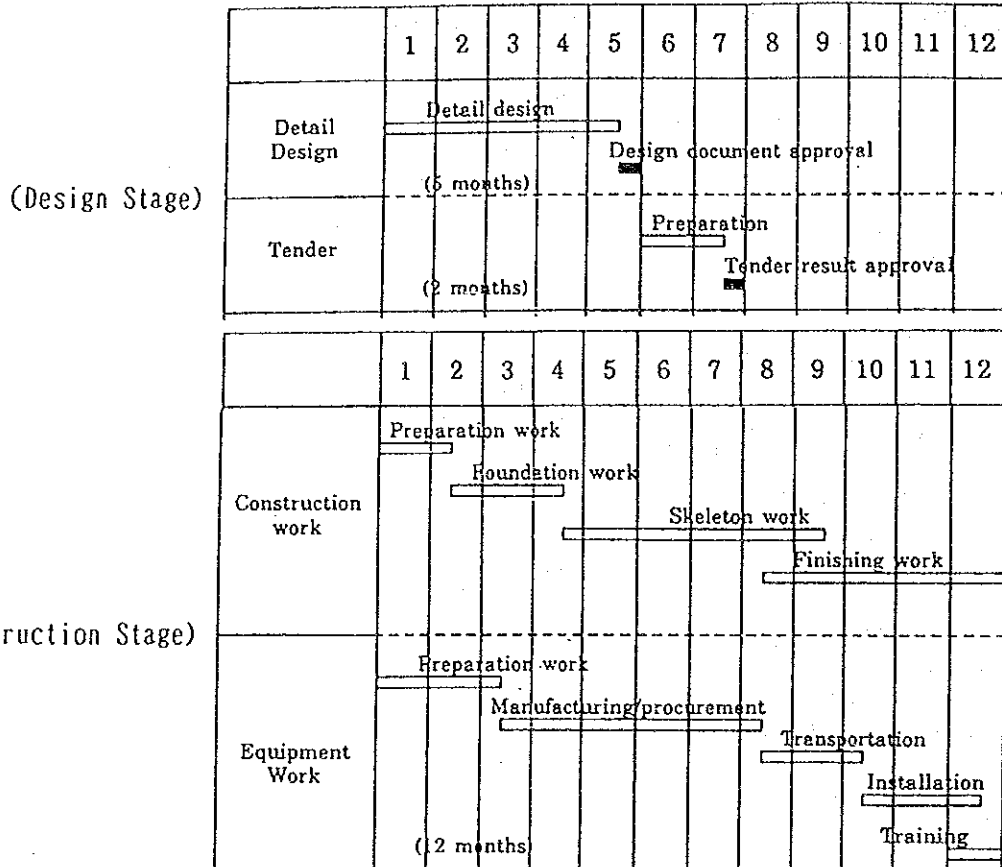 1 2 3 4 5 6 7 8 9 10 11 12
Detail design
Detail
Design
Design document approval
(5 months)
(Design Stage)
Preparation
Tender
Tender result approval
(2 months)
1 2 3 4 5 6 7 8 9 10 11 12
Preparation work
Foundation work
Construction
work
Skeleton work
Finishing work
ruction Stage)
Preparation work
Manufacturing/procurement
Transportation
Equipment
Work
Installation
Training
(12 months)